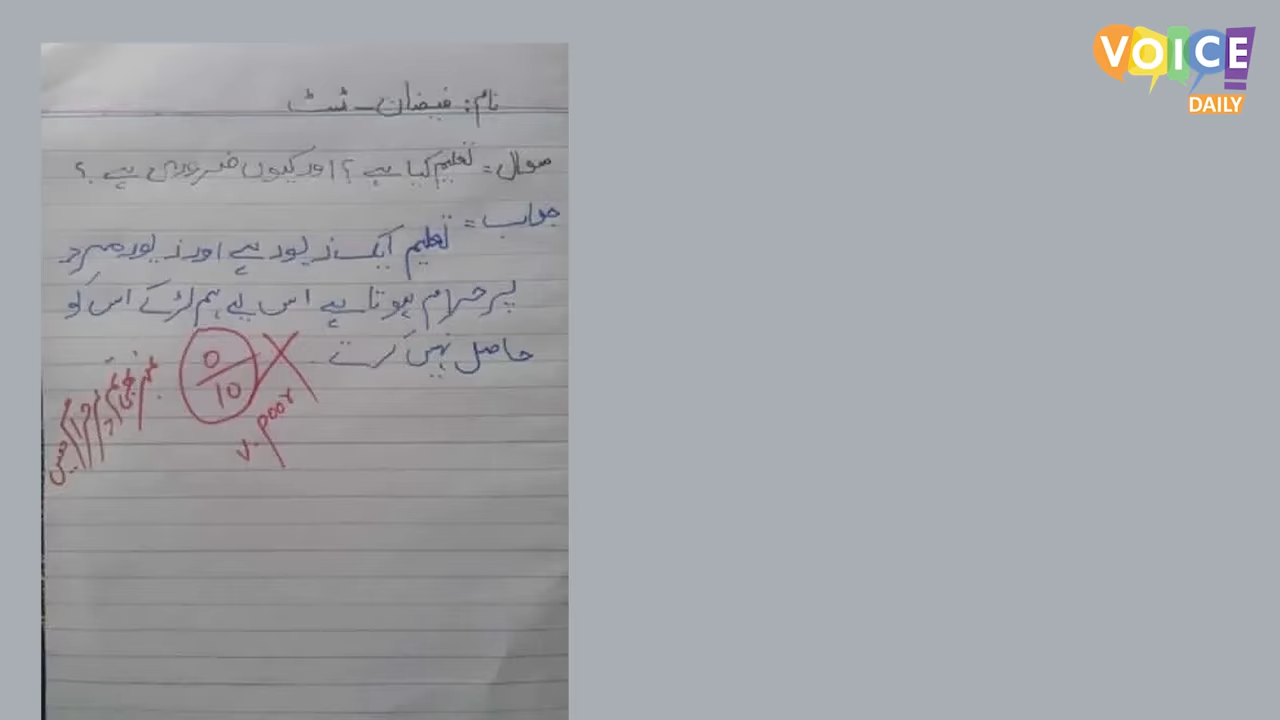 نام: فیضان - ٹسٹ
سوال = تعلیم کیا ہے ؟ اور کیوں ضروری ہے ؟
جواب =
تعلیم ایک زیور ہے اور زیور مرد
پر حرام ہوتا ہے اس لیے ہم لڑکے اس کو
حاصل نہیں کرتے .
0/10
v.poor
VOICE!
DAILY